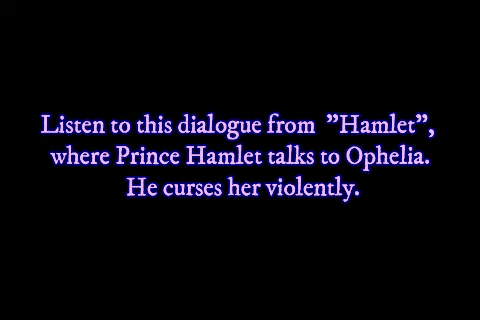 Listen to this dialogue from  ”Hamlet”,
where Prince Hamlet talks to Ophelia.
He curses her violently.